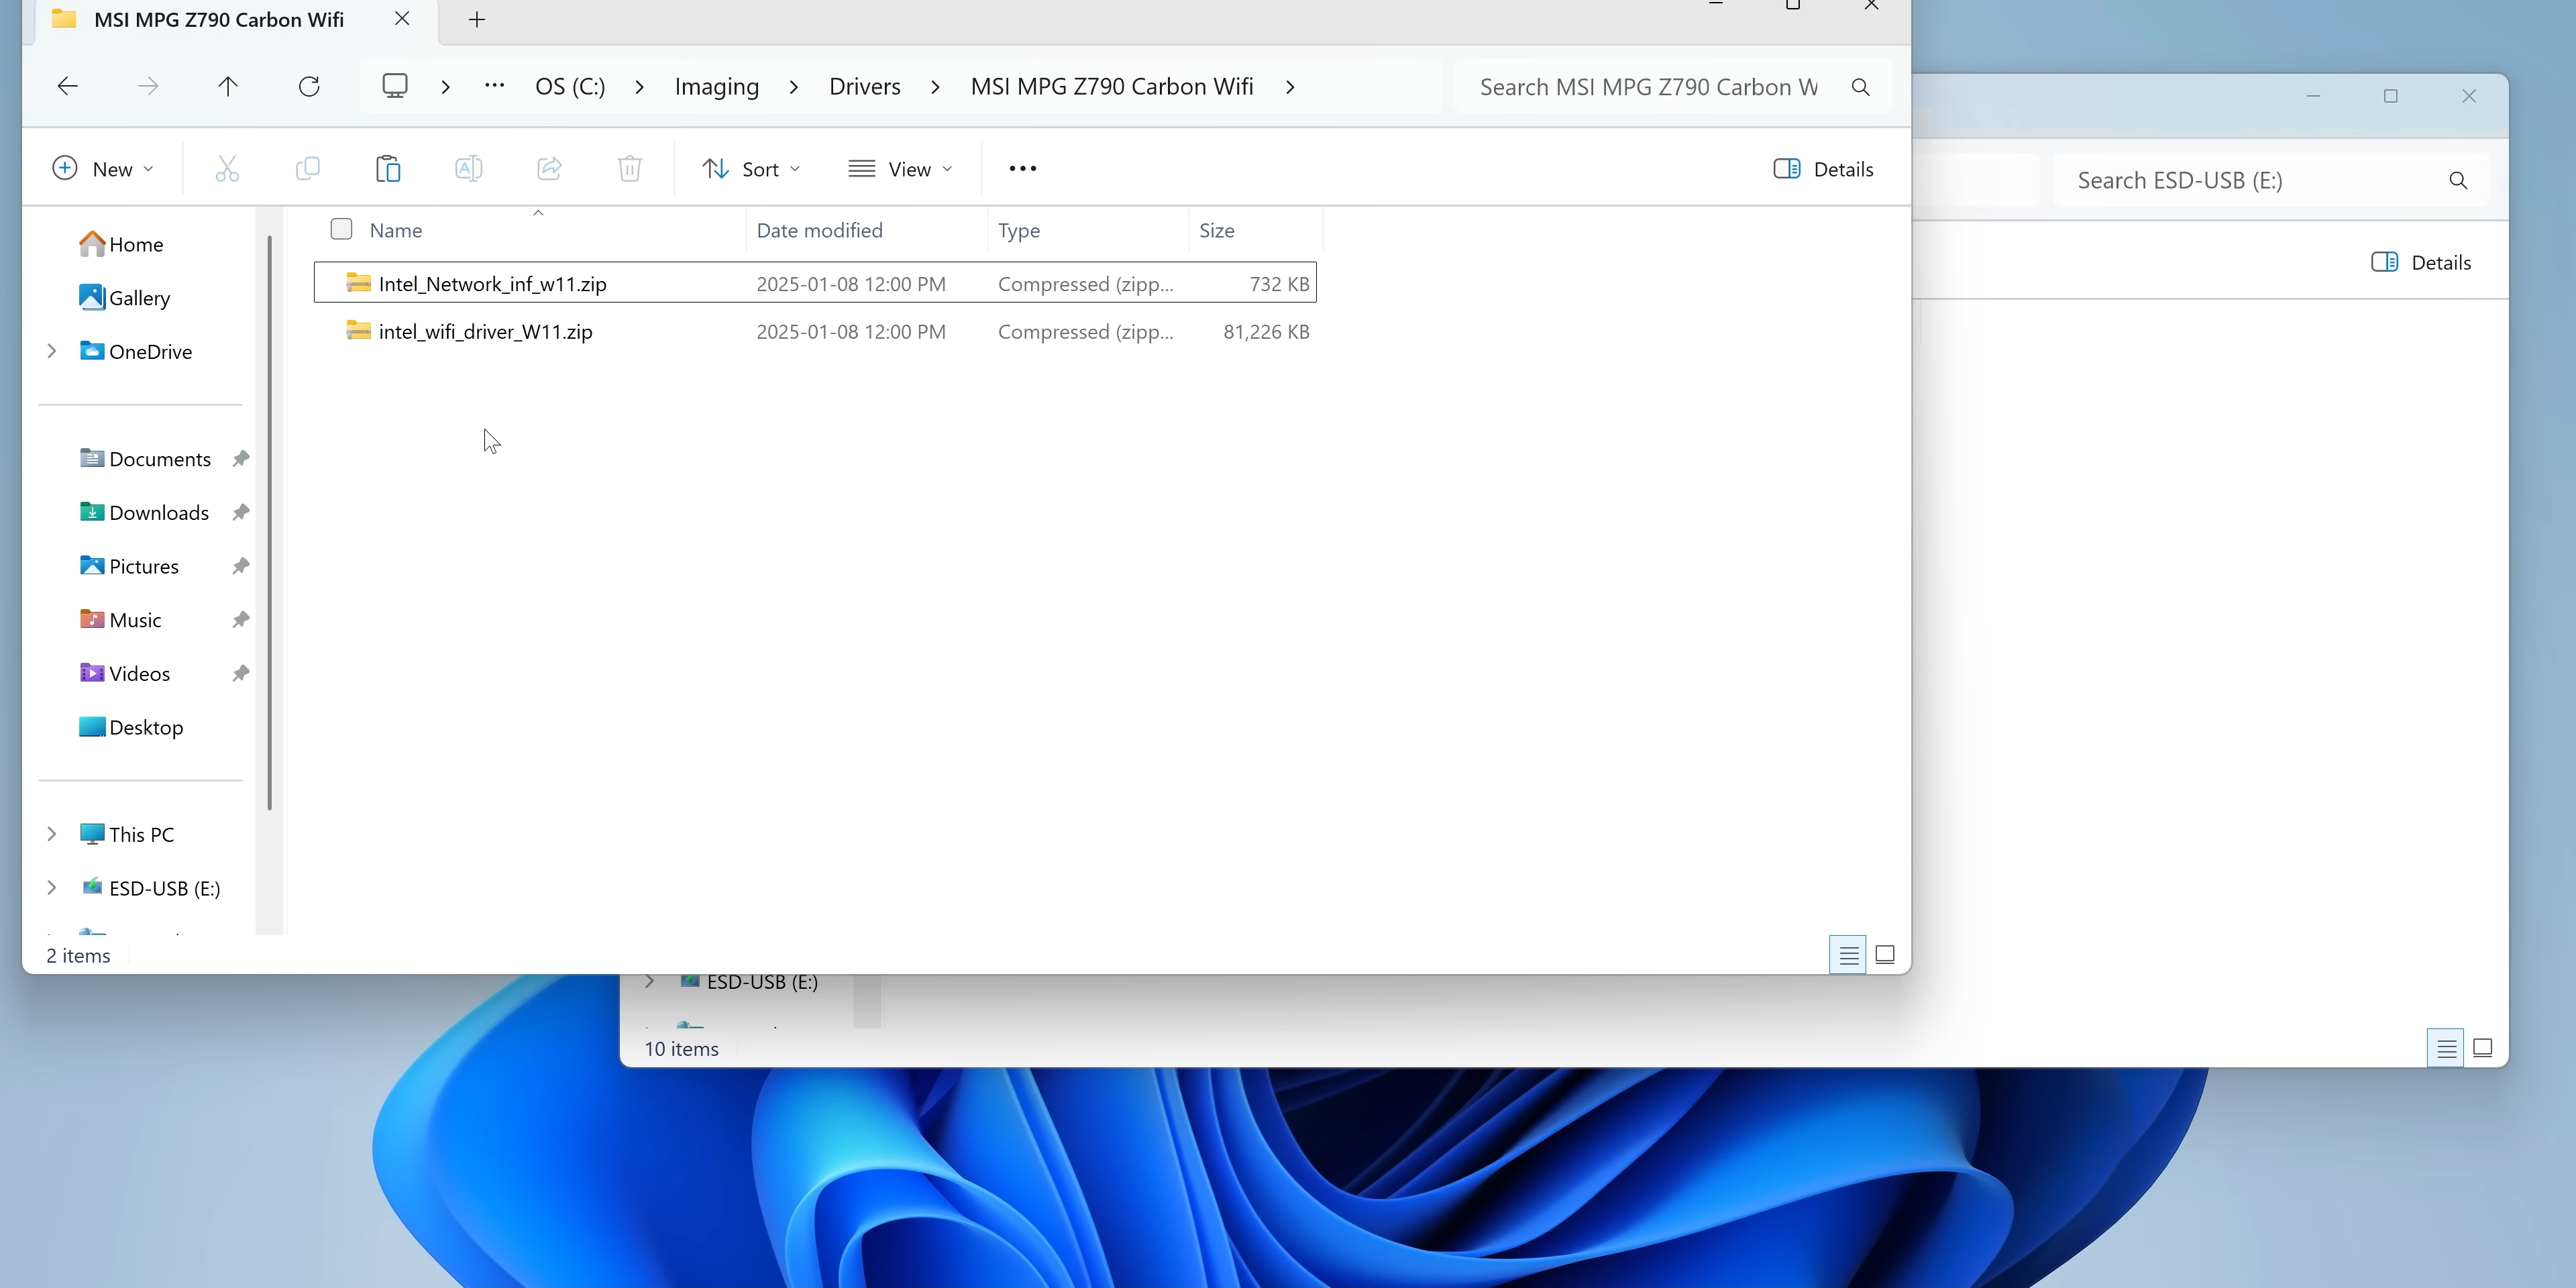 MSI MPG Z790 Carbon Wifi
OS (C:) Imaging Drivers MSI MPG Z790 Carbon Wifi
Search MSI MPG Z790 Carbon W
New Sort View Details
Name Date modified Type Size
Intel_Network_inf_w11.zip 2025-01-08 12:00 PM Compressed (zipp... 732 KB
intel_wifi_driver_W11.zip 2025-01-08 12:00 PM Compressed (zipp... 81,226 KB
Home
Gallery
OneDrive
Documents
Downloads
Pictures
Music
Videos
Desktop
This PC
ESD-USB (E:)
2 items
Search ESD-USB (E:)
Details
ESD-USB (E:)
10 items